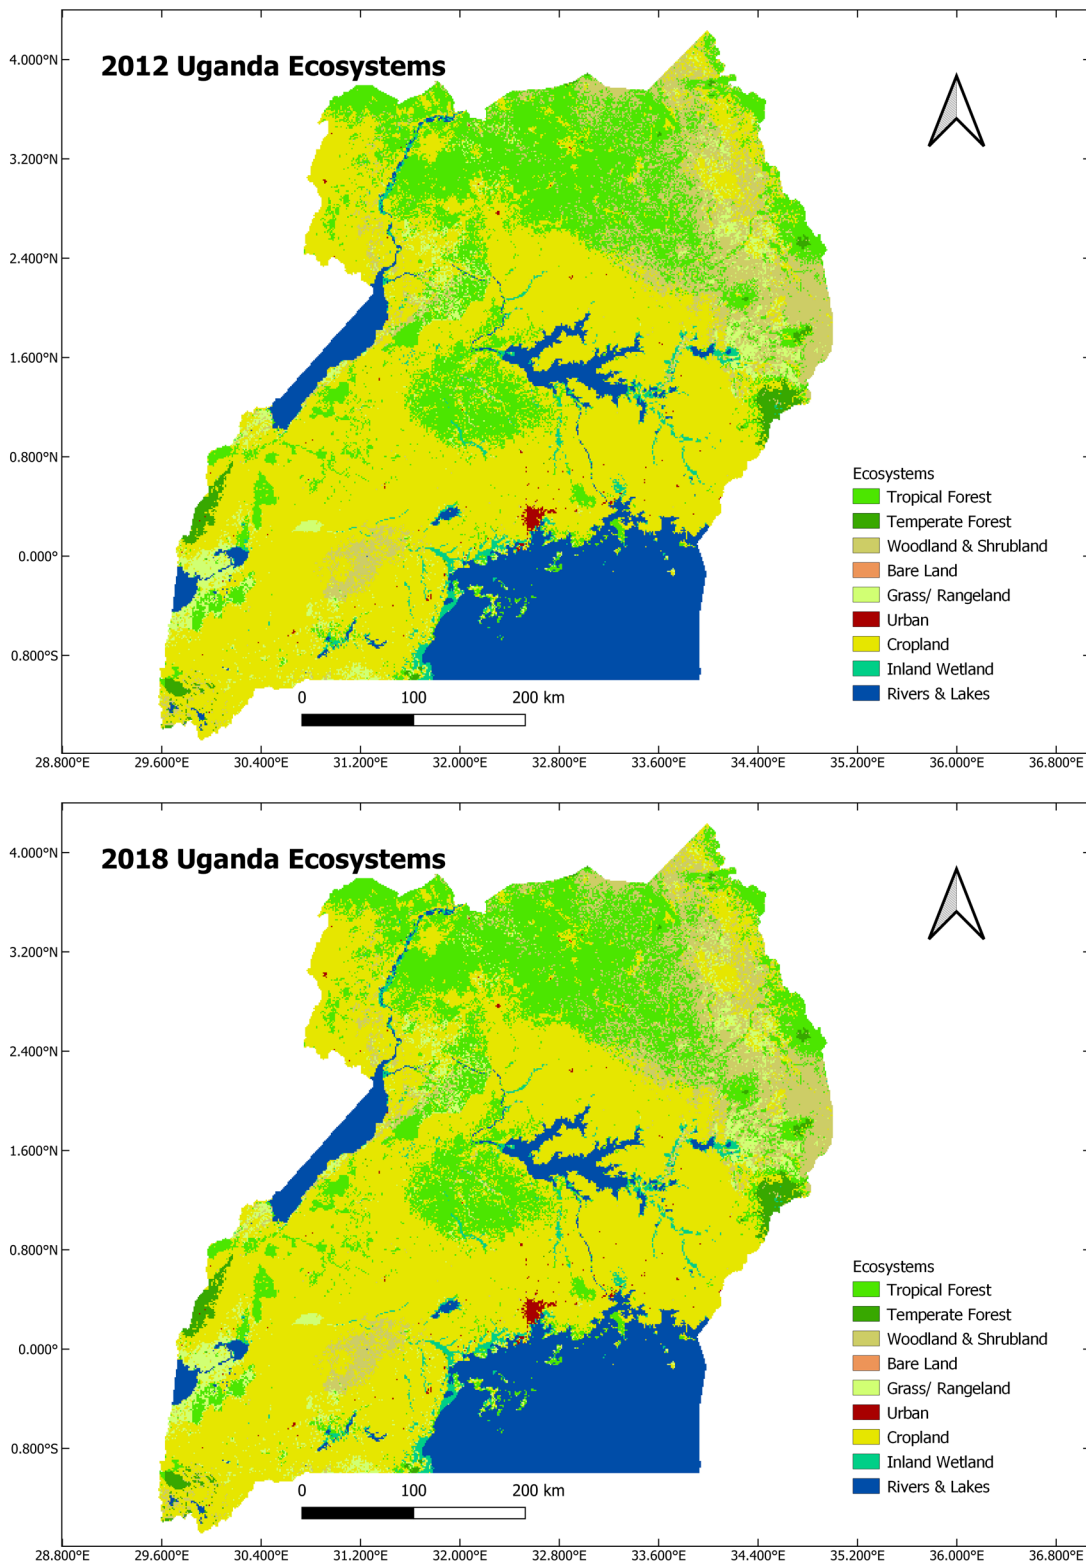 2012 Uganda Ecosystems
4.000°N
3.200°N
2.400°N
1.600°N
0.800°N
0.000°
0.800°S
Ecosystems
Tropical Forest
Temperate Forest
Woodland & Shrubland
Bare Land
Grass/ Rangeland
Urban
Cropland
Inland Wetland
Rivers & Lakes
0 100 200 km
28.800°E 29.600°E 30.400°E 31.200°E 32.000°E 32.800°E 33.600°E 34.400°E 35.200°E 36.000°E 36.800°E
2018 Uganda Ecosystems
4.000°N
3.200°N
2.400°N
1.600°N
0.800°N
0.000°
0.800°S
Ecosystems
Tropical Forest
Temperate Forest
Woodland & Shrubland
Bare Land
Grass/ Rangeland
Urban
Cropland
Inland Wetland
Rivers & Lakes
0 100 200 km
28.800°E 29.600°E 30.400°E 31.200°E 32.000°E 32.800°E 33.600°E 34.400°E 35.200°E 36.000°E 36.800°E